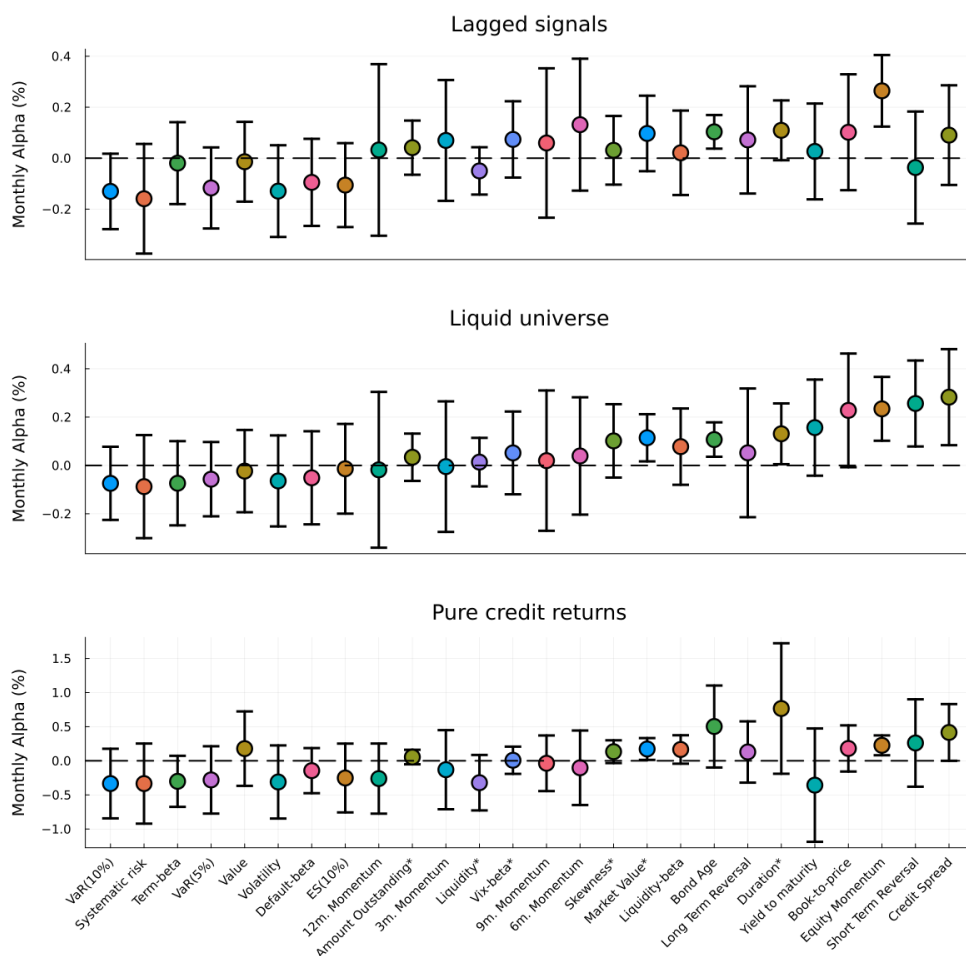 Lagged signals
Monthly Alpha (%)
0.4
0.2
0.0
−0.2
Liquid universe
Monthly Alpha (%)
0.4
0.2
0.0
−0.2
Pure credit returns
Monthly Alpha (%)
1.5
1.0
0.5
0.0
−0.5
−1.0
VaR(10%)
Systematic risk
Term-beta
VaR(5%)
Value
Volatility
Default-beta
ES(10%)
12m. Momentum
Amount Outstanding*
3m. Momentum
Liquidity*
Vix-beta*
9m. Momentum
6m. Momentum
Skewness*
Market Value*
Liquidity-beta
Bond Age
Long Term Reversal
Duration*
Yield to maturity
Book-to-price
Equity Momentum
Short Term Reversal
Credit Spread